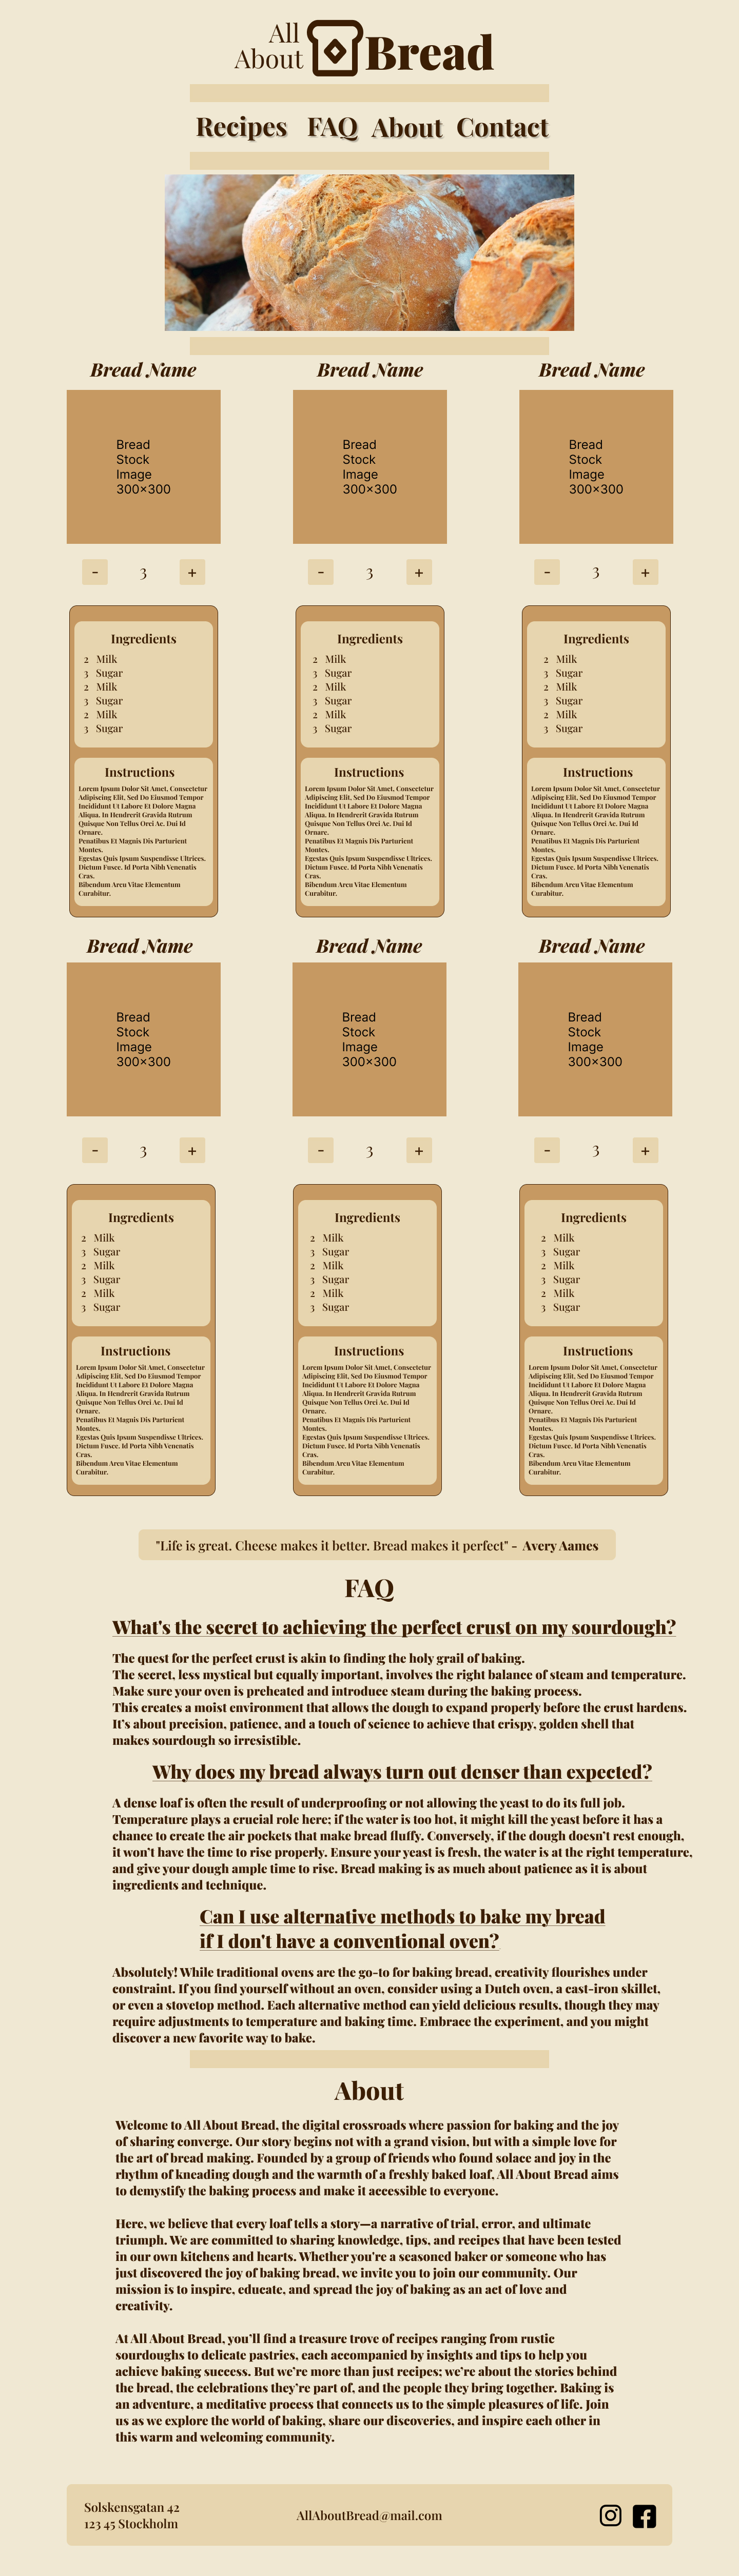 All
About
Bread
Recipes FAQ About Contact
Bread Name Bread Name Bread Name
Bread
Stock
Image
300×300
Bread
Stock
Image
300×300
Bread
Stock
Image
300×300
- 3 + - 3 + - 3 +
Ingredients
2 Milk
3 Sugar
2 Milk
3 Sugar
2 Milk
3 Sugar
Instructions
Lorem Ipsum Dolor Sit Amet, Consectetur
Adipiscing Elit, Sed Do Eiusmod Tempor
Incididunt Ut Labore Et Dolore Magna
Aliqua. In Hendrerit Gravida Rutrum
Quisque Non Tellus Orci Ac. Dui Id
Ornare.
Penatibus Et Magnis Dis Parturient
Montes.
Egestas Quis Ipsum Suspendisse Ultrices.
Dictum Fusce. Id Porta Nibh Venenatis
Cras.
Bibendum Arcu Vitae Elementum
Curabitur.
Ingredients
2 Milk
3 Sugar
2 Milk
3 Sugar
2 Milk
3 Sugar
Instructions
Lorem Ipsum Dolor Sit Amet, Consectetur
Adipiscing Elit, Sed Do Eiusmod Tempor
Incididunt Ut Labore Et Dolore Magna
Aliqua. In Hendrerit Gravida Rutrum
Quisque Non Tellus Orci Ac. Dui Id
Ornare.
Penatibus Et Magnis Dis Parturient
Montes.
Egestas Quis Ipsum Suspendisse Ultrices.
Dictum Fusce. Id Porta Nibh Venenatis
Cras.
Bibendum Arcu Vitae Elementum
Curabitur.
Ingredients
2 Milk
3 Sugar
2 Milk
3 Sugar
2 Milk
3 Sugar
Instructions
Lorem Ipsum Dolor Sit Amet, Consectetur
Adipiscing Elit, Sed Do Eiusmod Tempor
Incididunt Ut Labore Et Dolore Magna
Aliqua. In Hendrerit Gravida Rutrum
Quisque Non Tellus Orci Ac. Dui Id
Ornare.
Penatibus Et Magnis Dis Parturient
Montes.
Egestas Quis Ipsum Suspendisse Ultrices.
Dictum Fusce. Id Porta Nibh Venenatis
Cras.
Bibendum Arcu Vitae Elementum
Curabitur.
Bread Name Bread Name Bread Name
Bread
Stock
Image
300×300
Bread
Stock
Image
300×300
Bread
Stock
Image
300×300
- 3 + - 3 + - 3 +
Ingredients
2 Milk
3 Sugar
2 Milk
3 Sugar
2 Milk
3 Sugar
Instructions
Lorem Ipsum Dolor Sit Amet, Consectetur
Adipiscing Elit, Sed Do Eiusmod Tempor
Incididunt Ut Labore Et Dolore Magna
Aliqua. In Hendrerit Gravida Rutrum
Quisque Non Tellus Orci Ac. Dui Id
Ornare.
Penatibus Et Magnis Dis Parturient
Montes.
Egestas Quis Ipsum Suspendisse Ultrices.
Dictum Fusce. Id Porta Nibh Venenatis
Cras.
Bibendum Arcu Vitae Elementum
Curabitur.
Ingredients
2 Milk
3 Sugar
2 Milk
3 Sugar
2 Milk
3 Sugar
Instructions
Lorem Ipsum Dolor Sit Amet, Consectetur
Adipiscing Elit, Sed Do Eiusmod Tempor
Incididunt Ut Labore Et Dolore Magna
Aliqua. In Hendrerit Gravida Rutrum
Quisque Non Tellus Orci Ac. Dui Id
Ornare.
Penatibus Et Magnis Dis Parturient
Montes.
Egestas Quis Ipsum Suspendisse Ultrices.
Dictum Fusce. Id Porta Nibh Venenatis
Cras.
Bibendum Arcu Vitae Elementum
Curabitur.
Ingredients
2 Milk
3 Sugar
2 Milk
3 Sugar
2 Milk
3 Sugar
Instructions
Lorem Ipsum Dolor Sit Amet, Consectetur
Adipiscing Elit, Sed Do Eiusmod Tempor
Incididunt Ut Labore Et Dolore Magna
Aliqua. In Hendrerit Gravida Rutrum
Quisque Non Tellus Orci Ac. Dui Id
Ornare.
Penatibus Et Magnis Dis Parturient
Montes.
Egestas Quis Ipsum Suspendisse Ultrices.
Dictum Fusce. Id Porta Nibh Venenatis
Cras.
Bibendum Arcu Vitae Elementum
Curabitur.
"Life is great. Cheese makes it better. Bread makes it perfect" - Avery Aames
FAQ
What's the secret to achieving the perfect crust on my sourdough?
The quest for the perfect crust is akin to finding the holy grail of baking.
The secret, less mystical but equally important, involves the right balance of steam and temperature.
Make sure your oven is preheated and introduce steam during the baking process.
This creates a moist environment that allows the dough to expand properly before the crust hardens.
It's about precision, patience, and a touch of science to achieve that crispy, golden shell that
makes sourdough so irresistible.
Why does my bread always turn out denser than expected?
A dense loaf is often the result of underproofing or not allowing the yeast to do its full job.
Temperature plays a crucial role here; if the water is too hot, it might kill the yeast before it has a
chance to create the air pockets that make bread fluffy. Conversely, if the dough doesn't rest enough,
it won't have the time to rise properly. Ensure your yeast is fresh, the water is at the right temperature,
and give your dough ample time to rise. Bread making is as much about patience as it is about
ingredients and technique.
Can I use alternative methods to bake my bread
if I don't have a conventional oven?
Absolutely! While traditional ovens are the go-to for baking bread, creativity flourishes under
constraint. If you find yourself without an oven, consider using a Dutch oven, a cast-iron skillet,
or even a stovetop method. Each alternative method can yield delicious results, though they may
require adjustments to temperature and baking time. Embrace the experiment, and you might
discover a new favorite way to bake.
About
Welcome to All About Bread, the digital crossroads where passion for baking and the joy
of sharing converge. Our story begins not with a grand vision, but with a simple love for
the art of bread making. Founded by a group of friends who found solace and joy in the
rhythm of kneading dough and the warmth of a freshly baked loaf, All About Bread aims
to demystify the baking process and make it accessible to everyone.
Here, we believe that every loaf tells a story—a narrative of trial, error, and ultimate
triumph. We are committed to sharing knowledge, tips, and recipes that have been tested
in our own kitchens and hearts. Whether you're a seasoned baker or someone who has
just discovered the joy of baking bread, we invite you to join our community. Our
mission is to inspire, educate, and spread the joy of baking as an act of love and
creativity.
At All About Bread, you'll find a treasure trove of recipes ranging from rustic
sourdoughs to delicate pastries, each accompanied by insights and tips to help you
achieve baking success. But we're more than just recipes; we're about the stories behind
the bread, the celebrations they're part of, and the people they bring together. Baking is
an adventure, a meditative process that connects us to the simple pleasures of life. Join
us as we explore the world of baking, share our discoveries, and inspire each other in
this warm and welcoming community.
Solskensgatan 42
123 45 Stockholm
AllAboutBread@mail.com